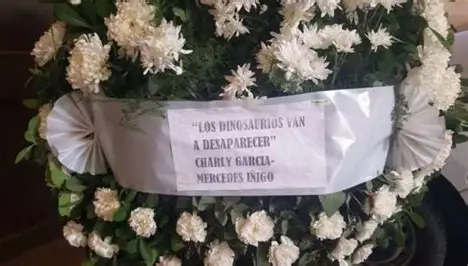 "LOS DINOSAURIOS VAN
A DESAPARECER"
CHARLY GARCIA-
MERCEDES IÑIGO